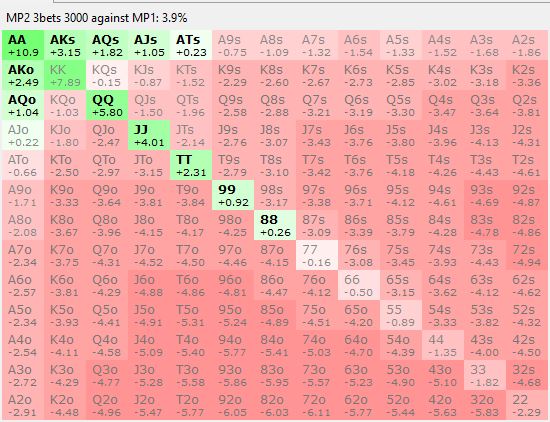 MP2 3bets 3000 against MP1: 3.9%
AA AKs AQs AJs ATs A9s A8s A7s A6s A5s A4s A3s A2s
+10.9 +3.15 +1.82 +1.05 +0.23 -0.75 -1.09 -1.32 -1.54 -1.33 -1.52 -1.68 -1.86
AKo KK KQs KJs KTs K9s K8s K7s K6s K5s K4s K3s K2s
+2.49 +7.89 -0.15 -0.87 -1.52 -2.29 -2.60 -2.67 -2.73 -2.85 -3.02 -3.18 -3.36
AQo KQo QQ QJs QTs Q9s Q8s Q7s Q6s Q5s Q4s Q3s Q2s
+1.04 -1.03 +5.80 -1.50 -1.96 -2.58 -2.88 -3.21 -3.19 -3.30 -3.47 -3.64 -3.81
AJo KJo QJo JJ JTs J9s J8s J7s J6s J5s J4s J3s J2s
+0.22 -1.80 -2.47 +4.01 -2.14 -2.76 -3.07 -3.43 -3.76 -3.80 -3.96 -4.13 -4.31
ATo KTo QTo JTo TT T9s T8s T7s T6s T5s T4s T3s T2s
-0.66 -2.50 -2.97 -3.15 +2.31 -2.79 -3.10 -3.42 -3.76 -4.18 -4.26 -4.43 -4.61
A9o K9o Q9o J9o T9o 99 98s 97s 96s 95s 94s 93s 92s
-1.71 -3.33 -3.64 -3.81 -3.84 +0.92 -3.17 -3.38 -3.71 -4.12 -4.61 -4.69 -4.87
A8o K8o Q8o J8o T8o 98o 88 87s 86s 85s 84s 83s 82s
-2.08 -3.67 -3.96 -4.15 -4.17 -4.25 +0.26 -3.09 -3.39 -3.79 -4.28 -4.78 -4.86
A7o K7o Q7o J7o T7o 97o 87o 77 76s 75s 74s 73s 72s
-2.34 -3.75 -4.31 -4.52 -4.50 -4.46 -4.15 -0.16 -3.08 -3.45 -3.93 -4.43 -4.94
A6o K6o Q6o J6o T6o 96o 86o 76o 66 65s 64s 63s 62s
-2.57 -3.81 -4.29 -4.88 -4.86 -4.81 -4.47 -4.12 -0.50 -3.15 -3.62 -4.12 -4.62
A5o K5o Q5o J5o T5o 95o 85o 75o 65o 55 54s 53s 52s
-2.34 -3.93 -4.41 -4.91 -5.31 -5.24 -4.89 -4.51 -4.20 -0.89 -3.33 -3.82 -4.32
A4o K4o Q4o J4o T4o 94o 84o 74o 64o 54o 44 43s 42s
-2.54 -4.11 -4.58 -5.09 -5.40 -5.77 -5.41 -5.03 -4.70 -4.39 -1.35 -4.00 -4.50
A3o K3o Q3o J3o T3o 93o 83o 73o 63o 53o 43o 33 32s
-2.72 -4.29 -4.77 -5.28 -5.58 -5.86 -5.95 -5.57 -5.23 -4.90 -5.10 -1.82 -4.68
A2o K2o Q2o J2o T2o 92o 82o 72o 62o 52o 42o 32o 22
-2.91 -4.48 -4.96 -5.47 -5.77 -6.05 -6.03 -6.11 -5.77 -5.44 -5.63 -5.83 -2.29